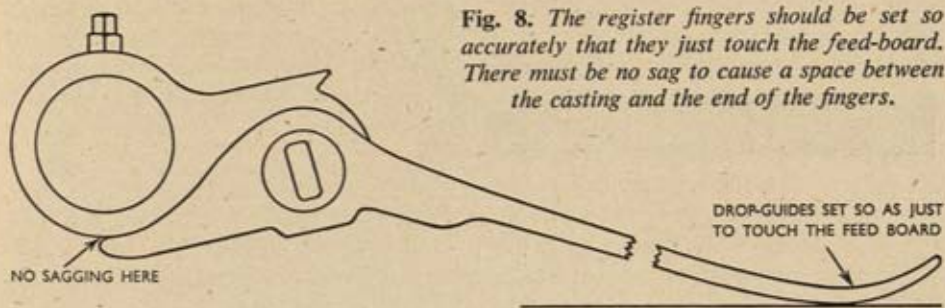 Fig. 8. The register fingers should be set so
accurately that they just touch the feed-board.
There must be no sag to cause a space between
the casting and the end of the fingers.
DROP-GUIDES SET SO AS JUST
TO TOUCH THE FEED BOARD
NO SAGGING HERE